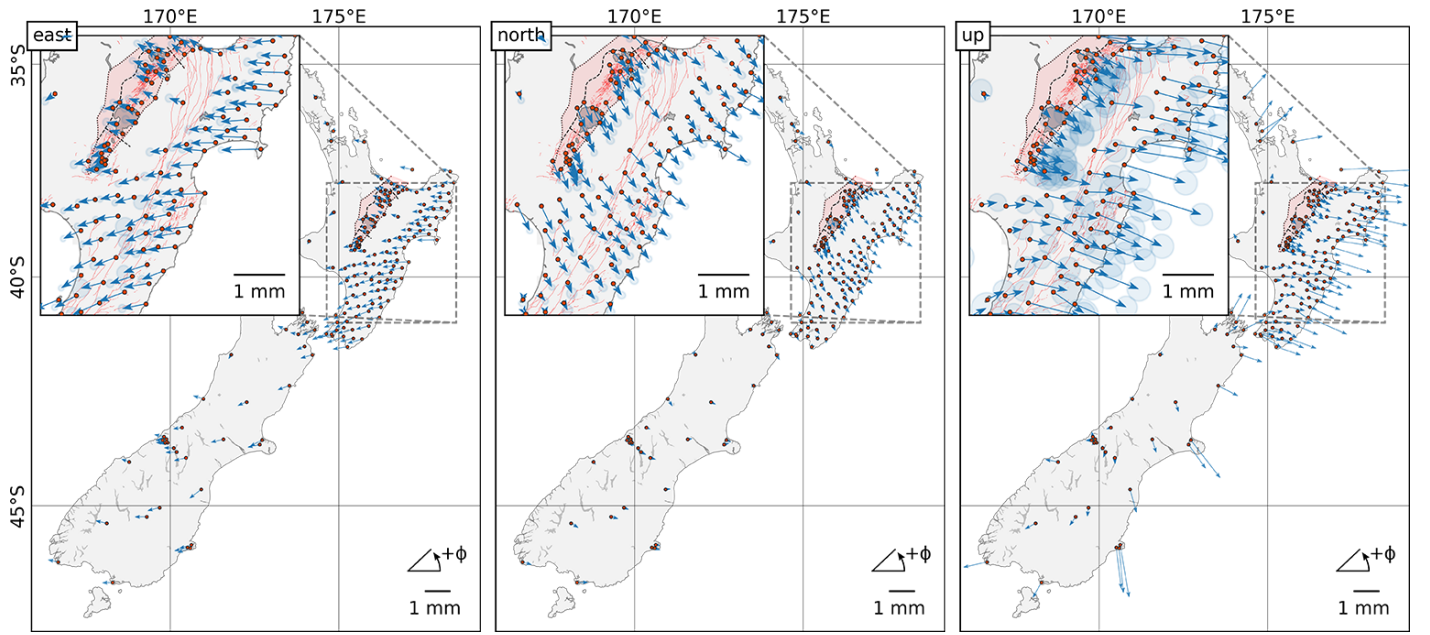 170°E 175°E 170°E 175°E 170°E 175°E
east north up
35°S
1 mm 1 mm 1 mm
40°S
45°S
+ϕ +ϕ +ϕ
1 mm 1 mm 1 mm